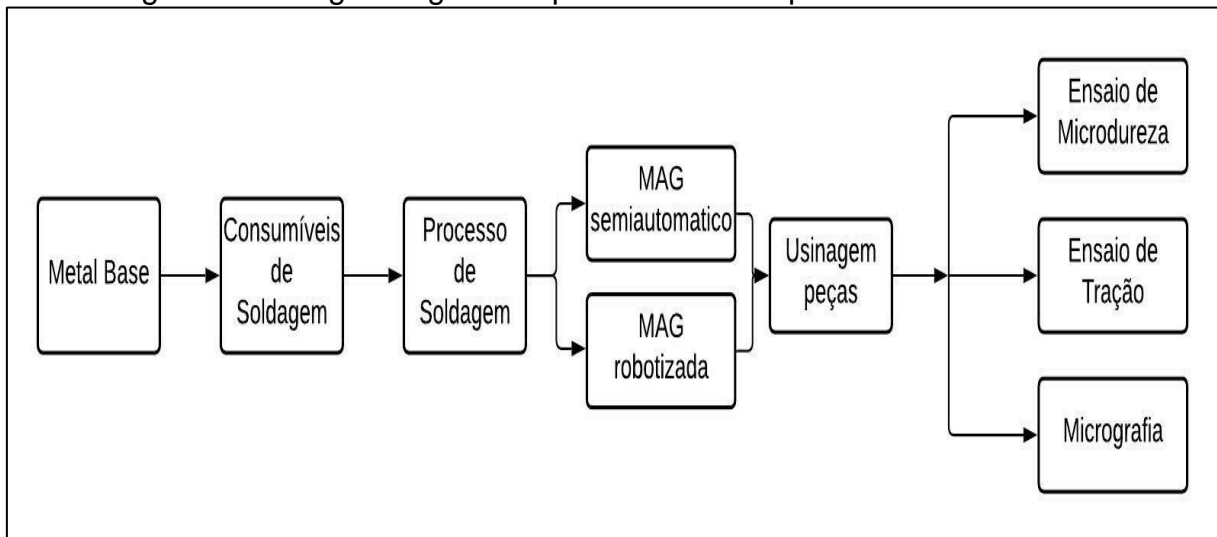 Metal Base
Consumíveis
de
Soldagem
Processo
de
Soldagem
MAG
semiautomatico
MAG
robotizada
Usinagem
peças
Ensaio de
Microdureza
Ensaio de
Tração
Micrografia